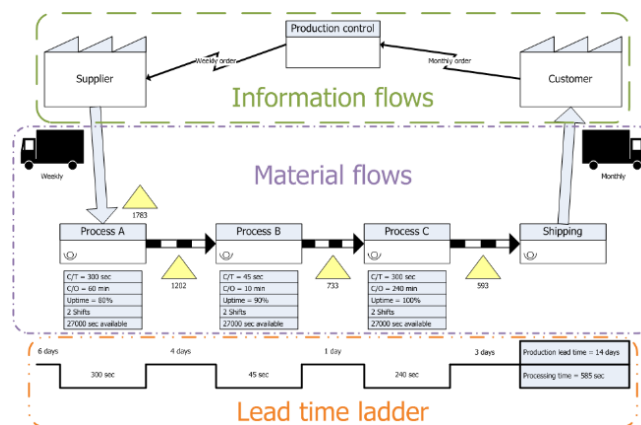 Production control
Supplier
Weekly order
Monthly order
Customer
Information flows
Weekly
Material flows
Monthly
1783
Process A
Process B
Process C
Shipping
1202
733
593
C/T = 300 sec
C/O = 60 min
Uptime = 80%
2 Shifts
27000 sec available
C/T = 45 sec
C/O = 10 min
Uptime = 90%
2 Shifts
27000 sec available
C/T = 300 sec
C/O = 240 min
Uptime = 100%
2 Shifts
27000 sec available
6 days
4 days
1 day
3 days
Production lead time = 14 days
300 sec
45 sec
240 sec
Processing time = 585 sec
Lead time ladder